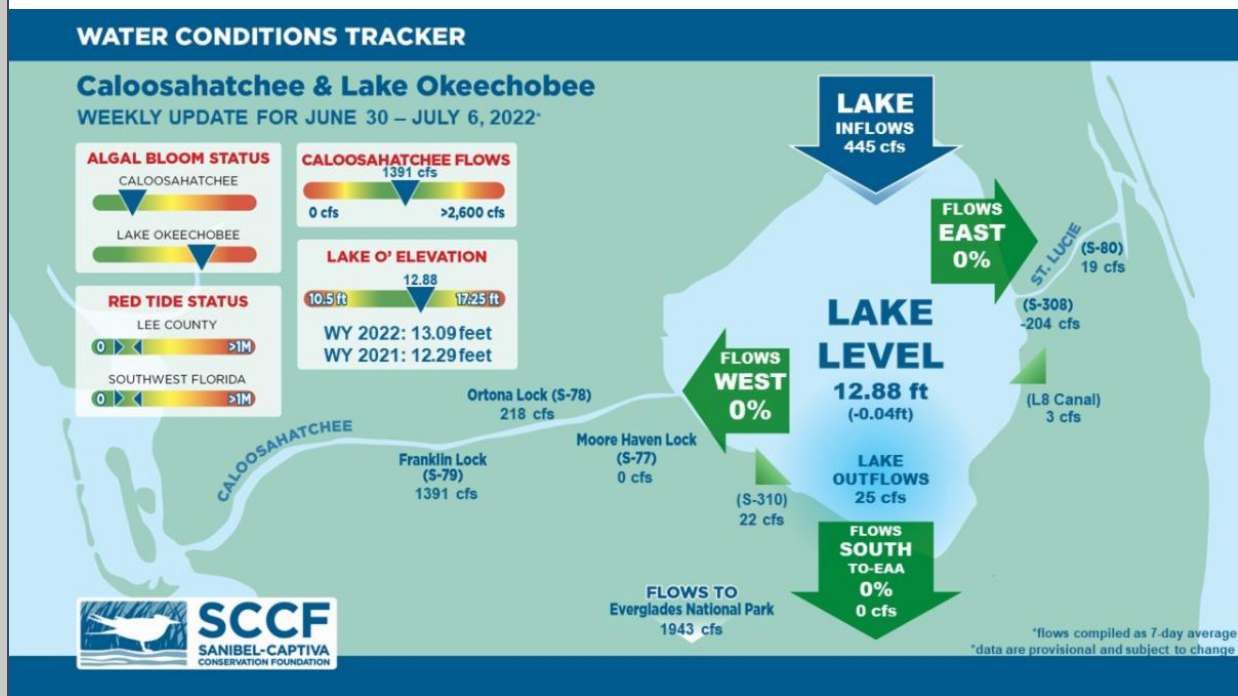 WATER CONDITIONS TRACKER
Caloosahatchee & Lake Okeechobee
WEEKLY UPDATE FOR JUNE 30 – JULY 6, 2022*
ALGAL BLOOM STATUS
CALOOSAHATCHEE
LAKE OKEECHOBEE
RED TIDE STATUS
LEE COUNTY
0 >1M
SOUTHWEST FLORIDA
0 >1M
CALOOSAHATCHEE FLOWS
1391 cfs
0 cfs >2,600 cfs
LAKE O' ELEVATION
12.88
10.5 ft 17.25 ft
WY 2022: 13.09 feet
WY 2021: 12.29 feet
LAKE
INFLOWS
445 cfs
FLOWS
EAST
0%
ST. LUCIE
(S-80)
19 cfs
(S-308)
-204 cfs
LAKE
LEVEL
12.88 ft
(-0.04ft)
(L8 Canal)
3 cfs
FLOWS
WEST
0%
Ortona Lock (S-78)
218 cfs
Moore Haven Lock
(S-77)
0 cfs
CALOOSAHATCHEE
Franklin Lock
(S-79)
1391 cfs
(S-310)
22 cfs
LAKE
OUTFLOWS
25 cfs
FLOWS
SOUTH
TO-EAA
0%
0 cfs
FLOWS TO
Everglades National Park
1943 cfs
SCCF
SANIBEL-CAPTIVA
CONSERVATION FOUNDATION
*flows compiled as 7-day average
*data are provisional and subject to change